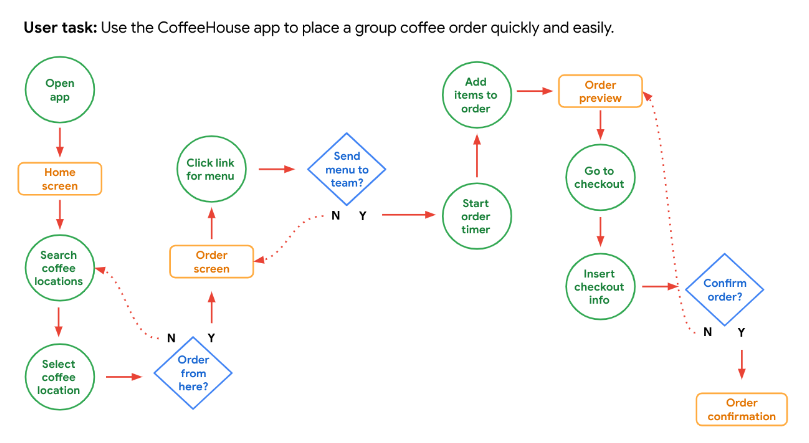 User task: Use the CoffeeHouse app to place a group coffee order quickly and easily.
Open
app
Home
screen
Search
coffee
locations
Select
coffee
location
N
Y
Order
from
here?
Order
screen
Click link
for menu
Send
menu to
team?
N
Y
Start
order
timer
Add
items to
order
Order
preview
Go to
checkout
Insert
checkout
info
Confirm
order?
N
Y
Order
confirmation